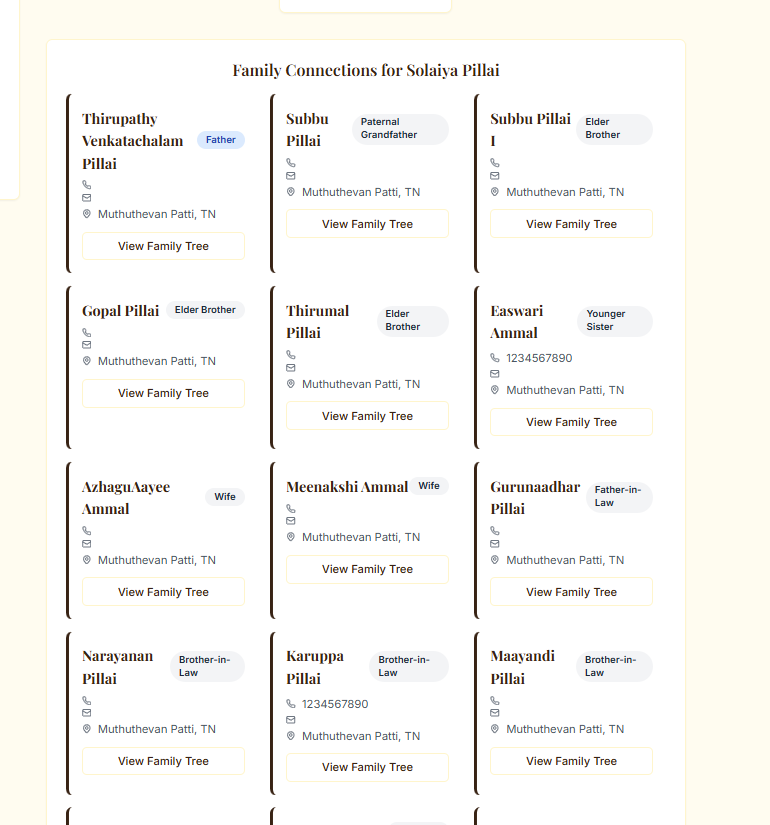 Family Connections for Solaiya Pillai
Thirupathy
Venkatachalam
Pillai
Father
Muthuthevan Patti, TN
View Family Tree
Subbu
Pillai
Paternal
Grandfather
Muthuthevan Patti, TN
View Family Tree
Subbu Pillai
I
Elder
Brother
Muthuthevan Patti, TN
View Family Tree
Gopal Pillai
Elder Brother
Muthuthevan Patti, TN
View Family Tree
Thirumal
Pillai
Elder
Brother
Muthuthevan Patti, TN
View Family Tree
Easwari
Ammal
Younger
Sister
1234567890
Muthuthevan Patti, TN
View Family Tree
AzhaguAayee
Ammal
Wife
Muthuthevan Patti, TN
View Family Tree
Meenakshi Ammal
Wife
Muthuthevan Patti, TN
View Family Tree
Gurunaadhar
Pillai
Father-in-
Law
Muthuthevan Patti, TN
View Family Tree
Narayanan
Pillai
Brother-in-
Law
Muthuthevan Patti, TN
View Family Tree
Karuppa
Pillai
Brother-in-
Law
1234567890
Muthuthevan Patti, TN
View Family Tree
Maayandi
Pillai
Brother-in-
Law
Muthuthevan Patti, TN
View Family Tree